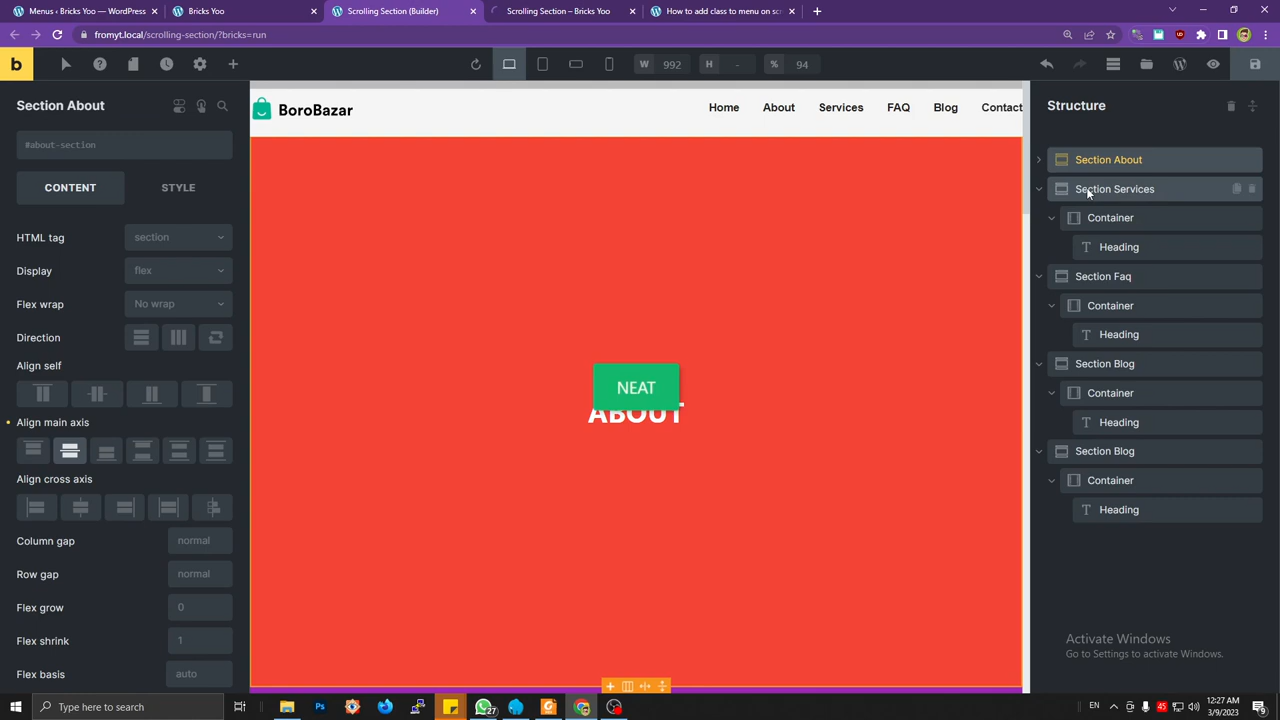 Menus ‹ Bricks Yoo — WordPress
Bricks Yoo
Scrolling Section (Builder)
Scrolling Section – Bricks Yoo
How to add class to menu on sc
fromyt.local/scrolling-section/?bricks=run
b
W 992
H -
% 94
Section About
#about-section
CONTENT
STYLE
HTML tag
section
Display
flex
Flex wrap
No wrap
Direction
Align self
Align main axis
Align cross axis
Column gap
normal
Row gap
normal
Flex grow
0
Flex shrink
1
Flex basis
auto
BoroBazar
Home
About
Services
FAQ
Blog
Contact
NEAT
ABOUT
Structure
Section About
Section Services
Container
Heading
Section Faq
Container
Heading
Section Blog
Container
Heading
Section Blog
Container
Heading
Activate Windows
Go to Settings to activate Windows.
Type here to search
27
45
12:27 AM
3/9/2023